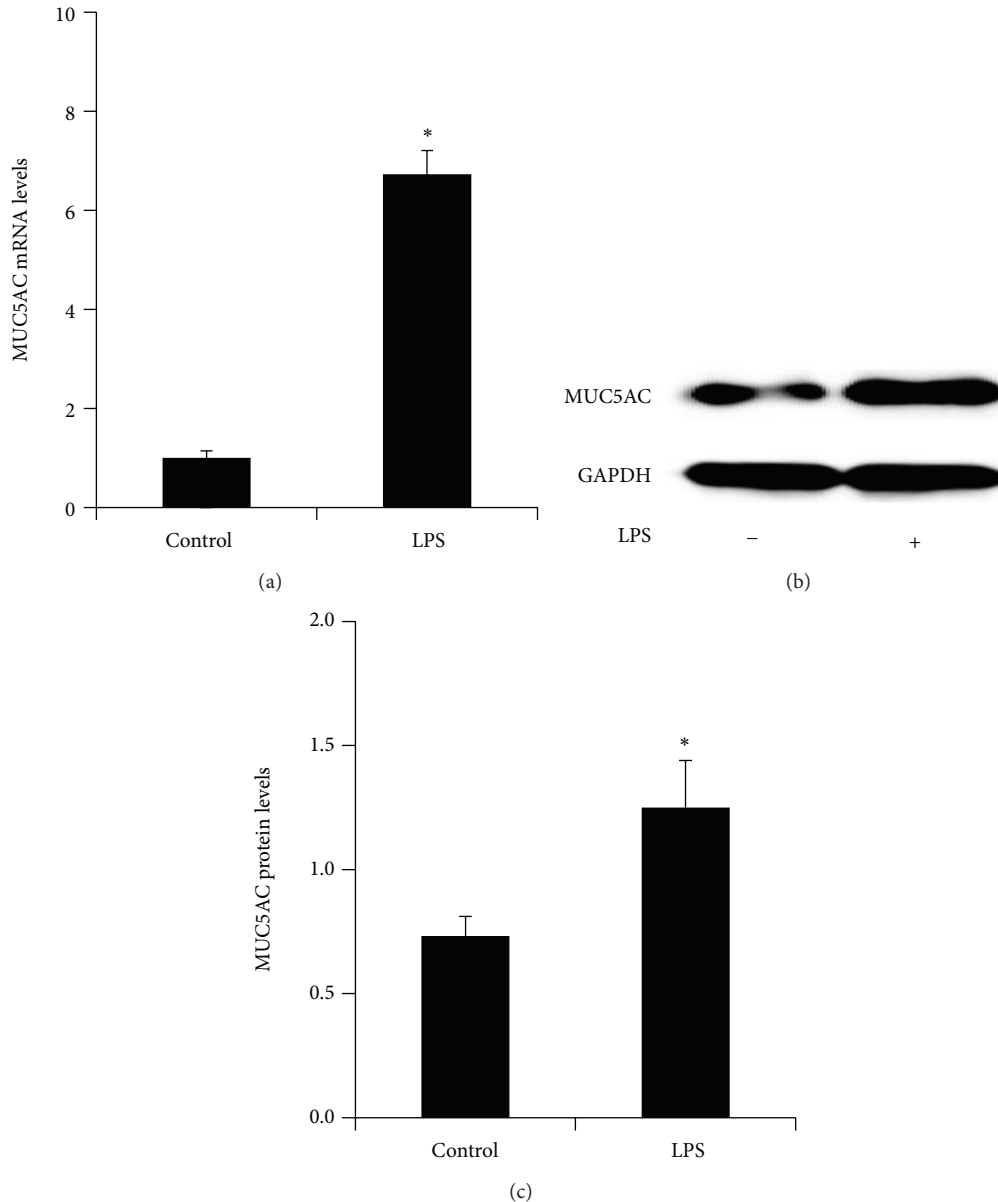 MUC5AC mRNA levels
10
8
6
4
2
0
*
Control LPS
(a)
MUC5AC
GAPDH
LPS − +
(b)
MUC5AC protein levels
2.0
1.5
1.0
0.5
0.0
*
Control LPS
(c)